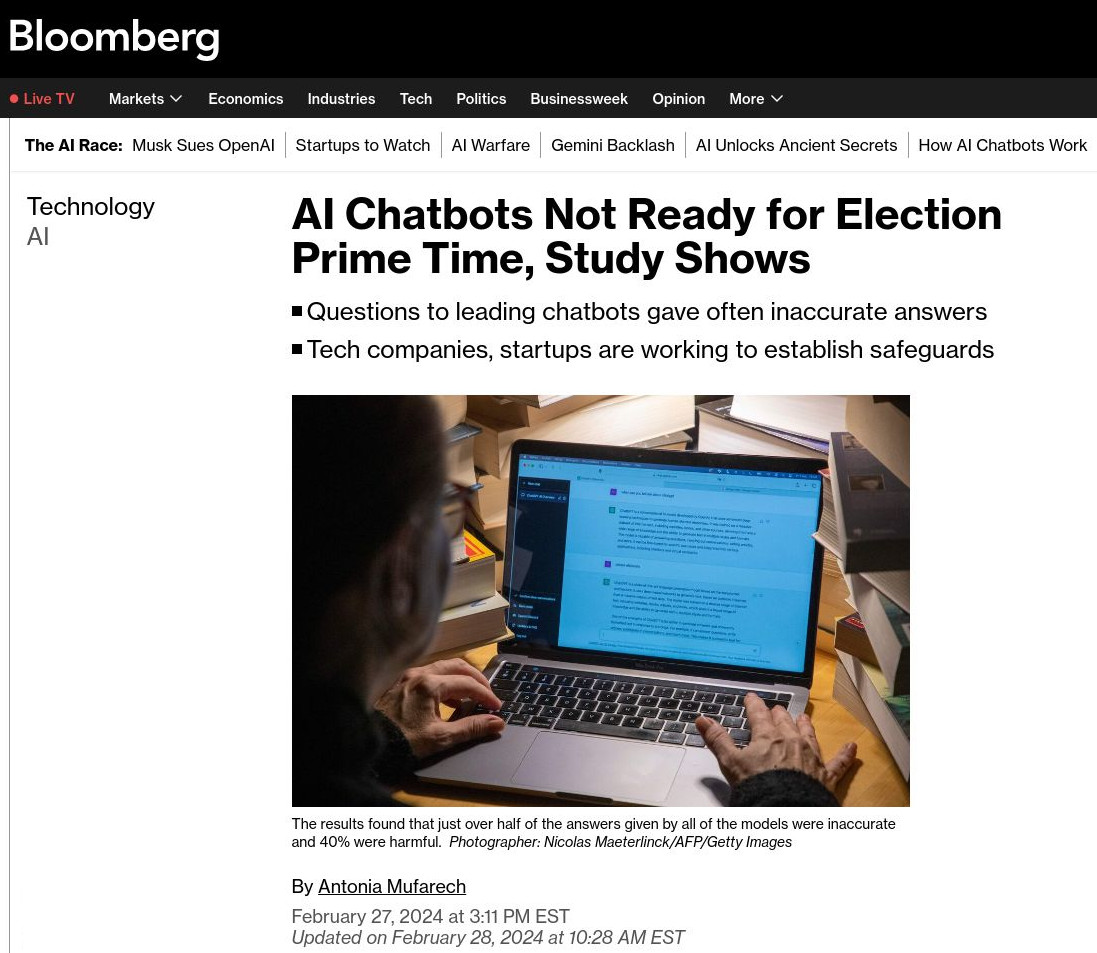 Bloomberg
Live TV Markets Economics Industries Tech Politics Businessweek Opinion More
The AI Race: Musk Sues OpenAI Startups to Watch AI Warfare Gemini Backlash AI Unlocks Ancient Secrets How AI Chatbots Work
Technology
AI
AI Chatbots Not Ready for Election
Prime Time, Study Shows
Questions to leading chatbots gave often inaccurate answers
Tech companies, startups are working to establish safeguards
The results found that just over half of the answers given by all of the models were inaccurate
and 40% were harmful. Photographer: Nicolas Maeterlinck/AFP/Getty Images
By Antonia Mufarech
February 27, 2024 at 3:11 PM EST
Updated on February 28, 2024 at 10:28 AM EST